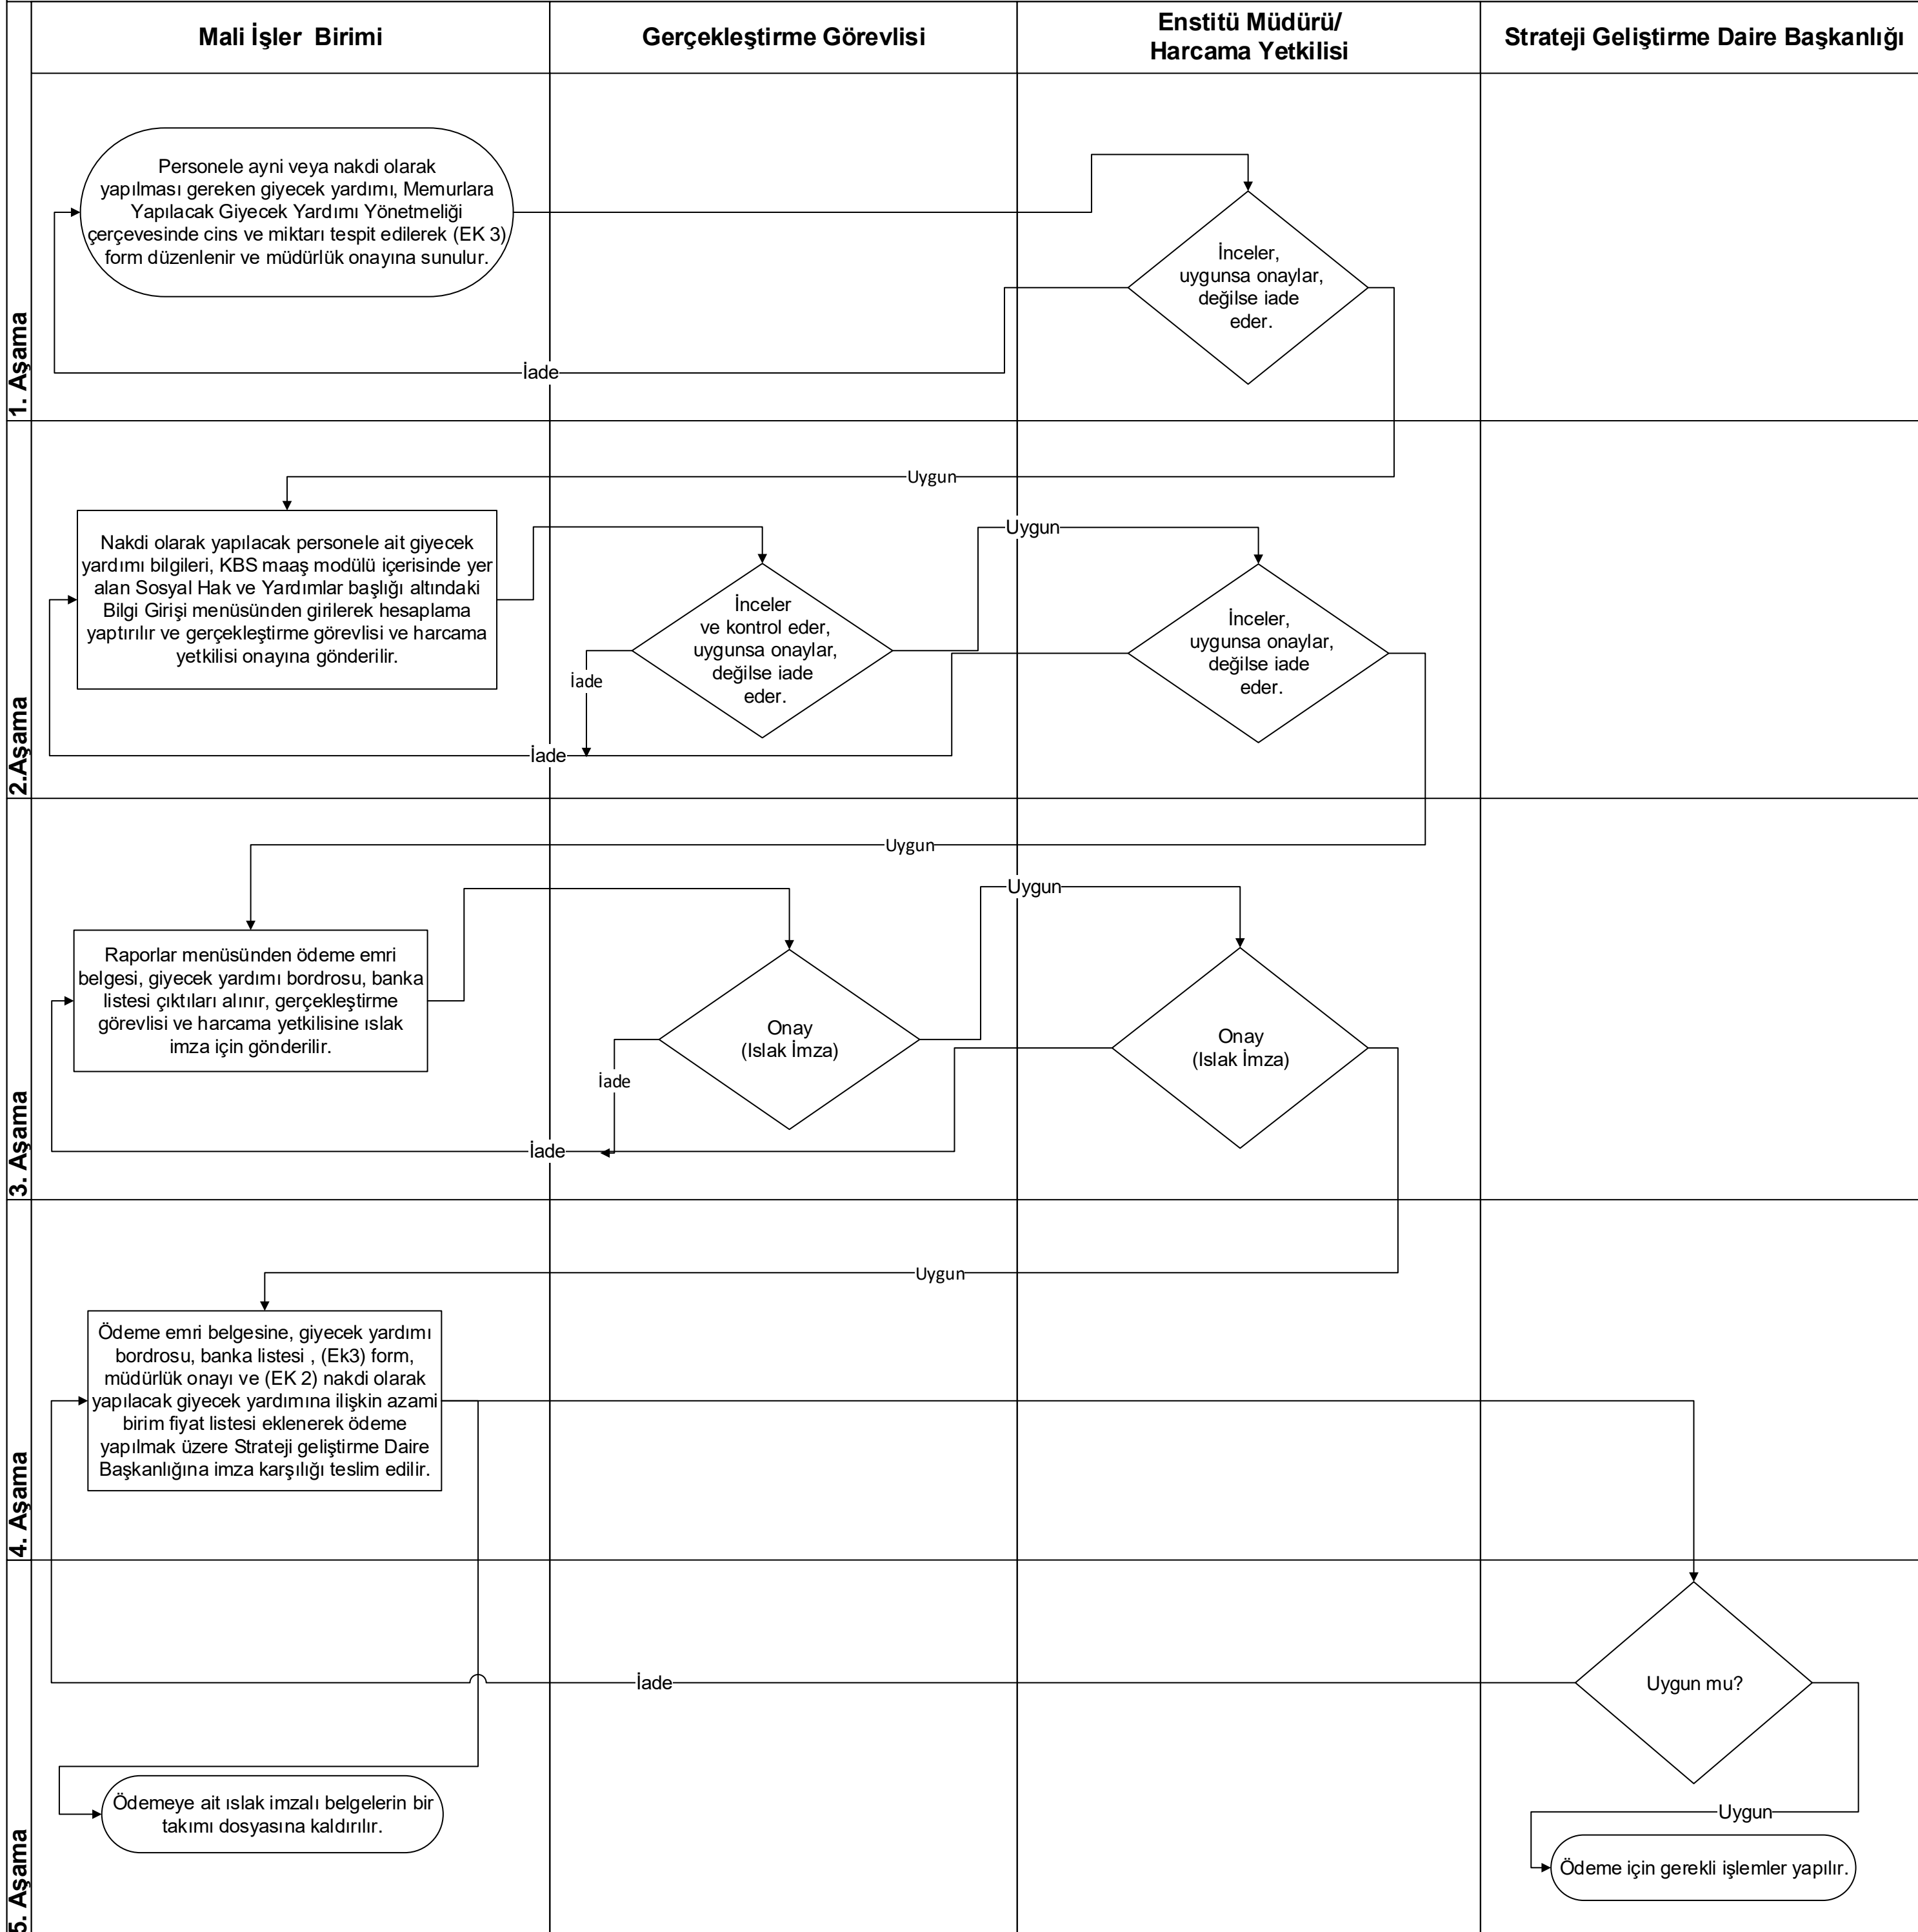 Mali İşler  Birimi
Gerçekleştirme Görevlisi
Enstitü Müdürü/
Harcama Yetkilisi
Strateji Geliştirme Daire Başkanlığı
1. Aşama
Personele ayni veya nakdi olarak
yapılması gereken giyecek yardımı, Memurlara
Yapılacak Giyecek Yardımı Yönetmeliği
çerçevesinde cins ve miktarı tespit edilerek (EK 3)
form düzenlenir ve müdürlük onayına sunulur.
İnceler,
uygunsa onaylar,
değilse iade
eder.
İade
2.Aşama
Uygun
Nakdi olarak yapılacak personele ait giyecek
yardımı bilgileri, KBS maaş modülü içerisinde yer
alan Sosyal Hak ve Yardımlar başlığı altındaki
Bilgi Girişi menüsünden girilerek hesaplama
yaptırılır ve gerçekleştirme görevlisi ve harcama
yetkilisi onayına gönderilir.
İnceler
ve kontrol eder,
uygunsa onaylar,
değilse iade
eder.
Uygun
İnceler,
uygunsa onaylar,
değilse iade
eder.
İade
İade
3. Aşama
Uygun
Raporlar menüsünden ödeme emri
belgesi, giyecek yardımı bordrosu, banka
listesi çıktıları alınır, gerçekleştirme
görevlisi ve harcama yetkilisine ıslak
imza için gönderilir.
Onay
(Islak İmza)
Uygun
Onay
(Islak İmza)
İade
İade
4. Aşama
Uygun
Ödeme emri belgesine, giyecek yardımı
bordrosu, banka listesi , (Ek3) form,
müdürlük onayı ve (EK 2) nakdi olarak
yapılacak giyecek yardımına ilişkin azami
birim fiyat listesi eklenerek ödeme
yapılmak üzere Strateji geliştirme Daire
Başkanlığına imza karşılığı teslim edilir.
5. Aşama
Uygun mu?
İade
Uygun
Ödemeye ait ıslak imzalı belgelerin bir
takımı dosyasına kaldırılır.
Ödeme için gerekli işlemler yapılır.